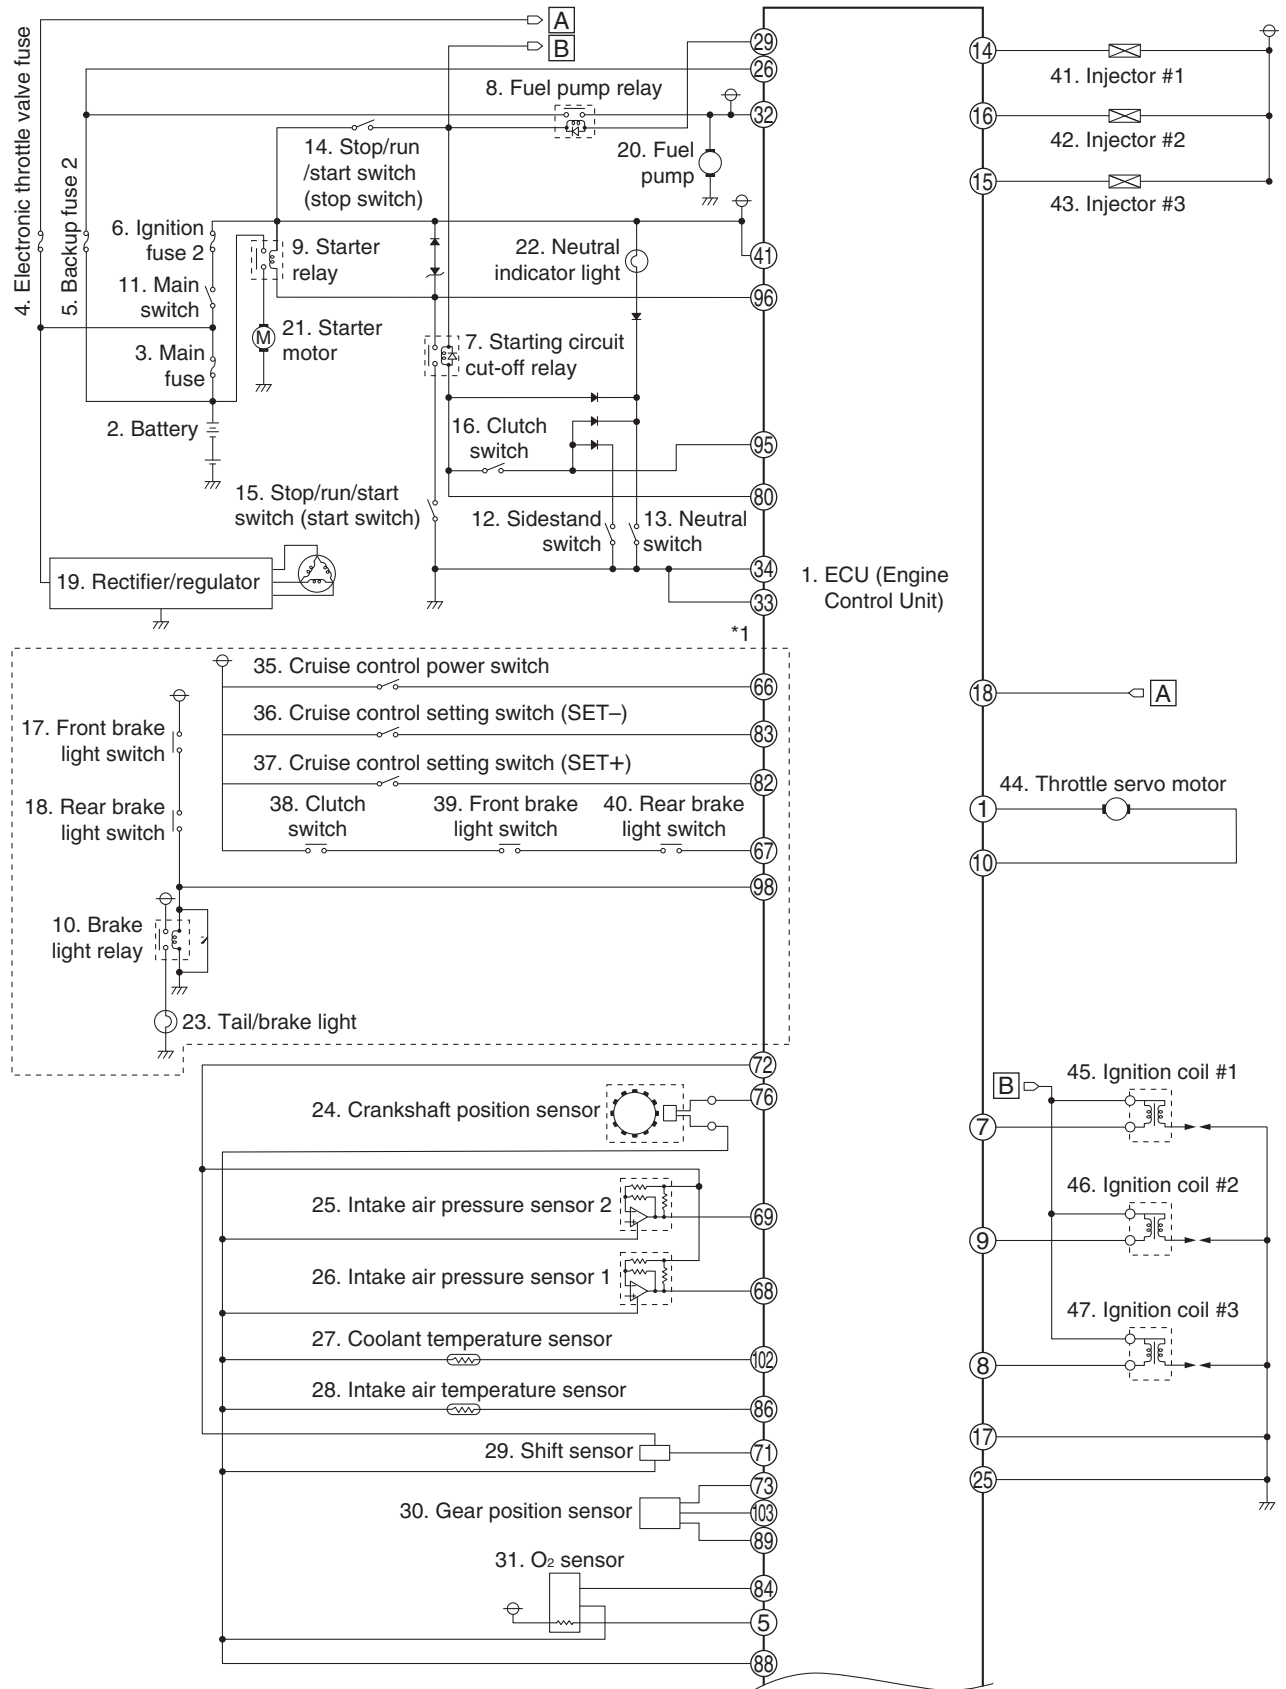 A
B
29
26
8. Fuel pump relay
32
14. Stop/run
/start switch
(stop switch)
20. Fuel
pump
4. Electronic throttle valve fuse
5. Backup fuse 2
6. Ignition
fuse 2
9. Starter
relay
22. Neutral
indicator light
41
11. Main
switch
96
M
21. Starter
motor
3. Main
fuse
7. Starting circuit
cut-off relay
2. Battery
16. Clutch
switch
95
15. Stop/run/start
switch (start switch)
80
12. Sidestand
switch
13. Neutral
switch
19. Rectifier/regulator
34
33
1. ECU (Engine
Control Unit)
14
41. Injector #1
16
42. Injector #2
15
43. Injector #3
*1
35. Cruise control power switch
66
36. Cruise control setting switch (SET–)
83
37. Cruise control setting switch (SET+)
82
17. Front brake
light switch
18. Rear brake
light switch
38. Clutch
switch
39. Front brake
light switch
40. Rear brake
light switch
67
98
10. Brake
light relay
23. Tail/brake light
18
A
44. Throttle servo motor
1
10
72
24. Crankshaft position sensor
76
25. Intake air pressure sensor 2
69
26. Intake air pressure sensor 1
68
27. Coolant temperature sensor
102
28. Intake air temperature sensor
86
29. Shift sensor
71
73
30. Gear position sensor
103
89
31. O2 sensor
84
5
88
B
45. Ignition coil #1
7
46. Ignition coil #2
9
47. Ignition coil #3
8
17
25